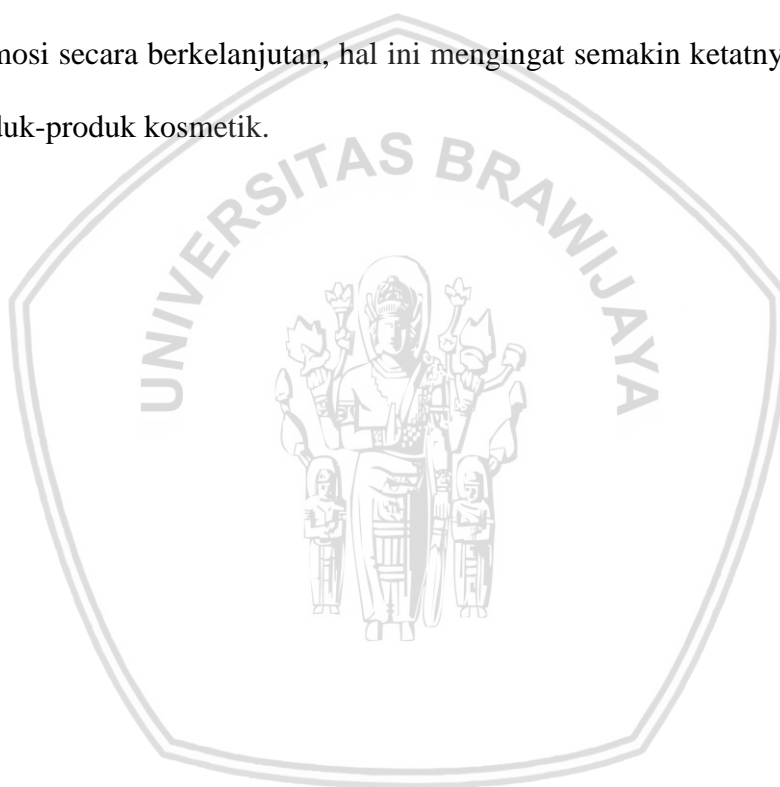 mosi secara berkelanjutan, hal ini mengingat semakin ketatny
duk-produk kosmetik.
UNIVERSITAS BRAWIJAYA